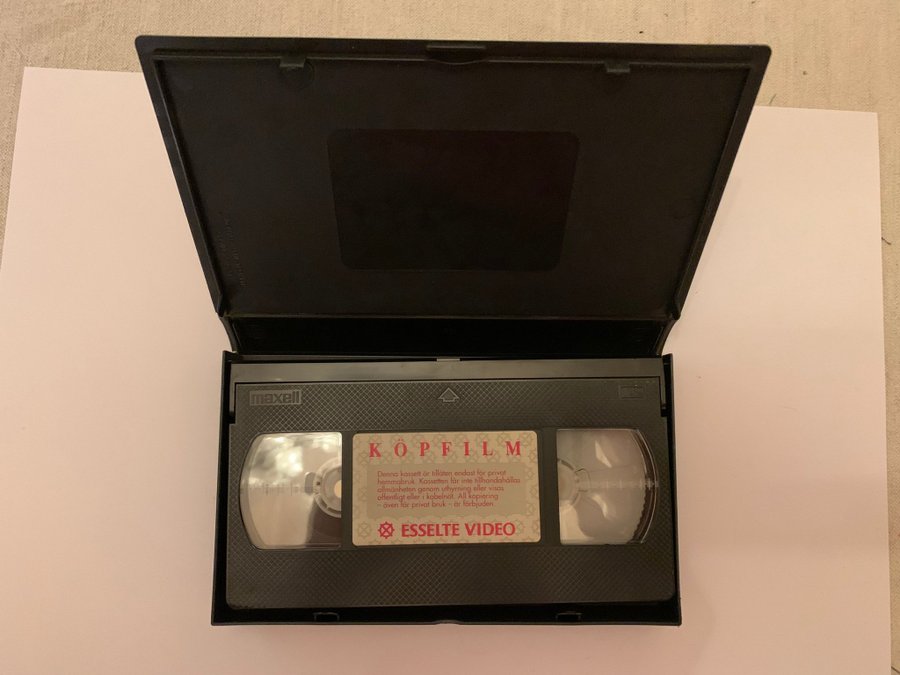 maxell
KÖPFILM
Denna kassett är tillåten endast för privat
hemmabruk. Kassetten får inte tillhandahållas
allmänheten genom uthyrning eller visas
offentligt eller i kabelnät. All kopiering
– även för privat bruk – är förbjuden.
ESSELTE VIDEO